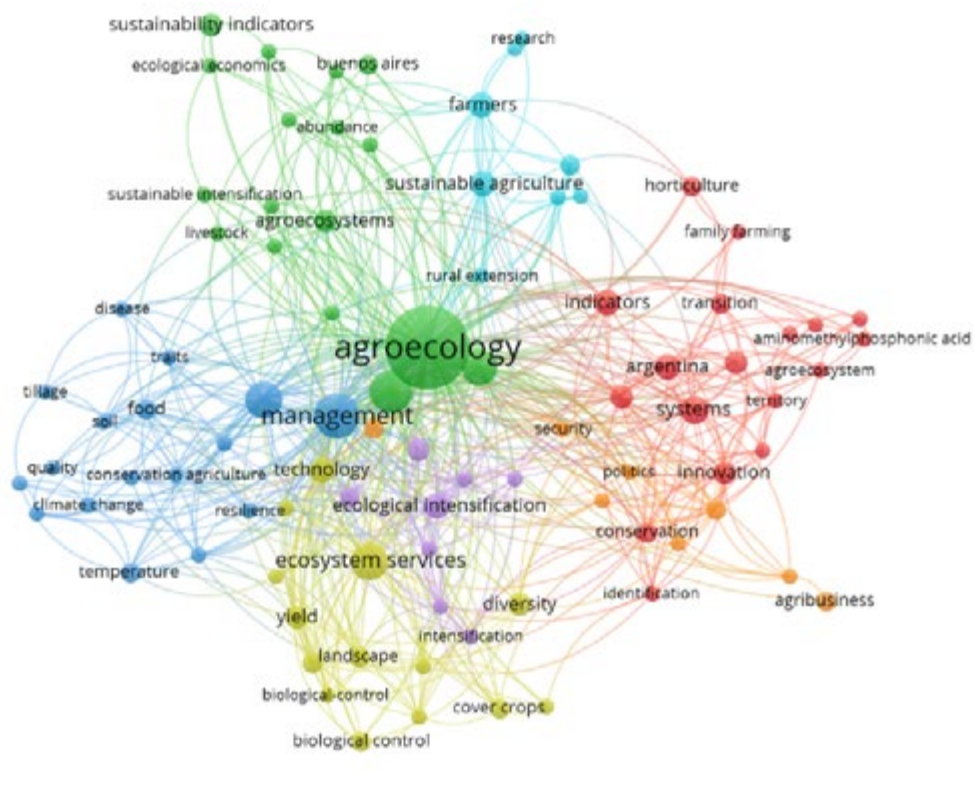 sustainability indicators
research
ecological economics
buenos aires
farmers
abundance
sustainable agriculture
horticulture
sustainable intensification
agroecosystems
livestock
family farming
rural extension
disease
indicators
transition
aminomethylphosphonic acid
agroecology
traits
argentina
agroecosystem
tillage
food
soil
management
systems
territory
security
quality
conservation agriculture
technology
politics
innovation
climate change
resilience
ecological intensification
conservation
ecosystem services
temperature
identification
agribusiness
yield
diversity
intensification
landscape
biological-control
cover crops
biological control